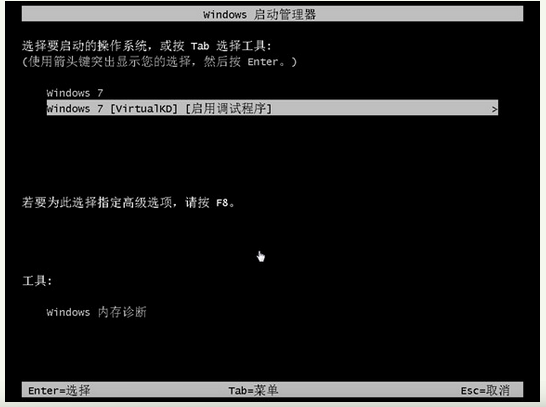 Windows 启动管理器
选择要启动的操作系统，或按 Tab 选择工具:
(使用箭头键突出显示您的选择，然后按 Enter。)
Windows 7
Windows 7 [VirtualKD] [启用调试程序] >
若要为此选择指定高级选项，请按 F8。
工具:
Windows 内存诊断
Enter=选择 Tab=菜单 Esc=取消